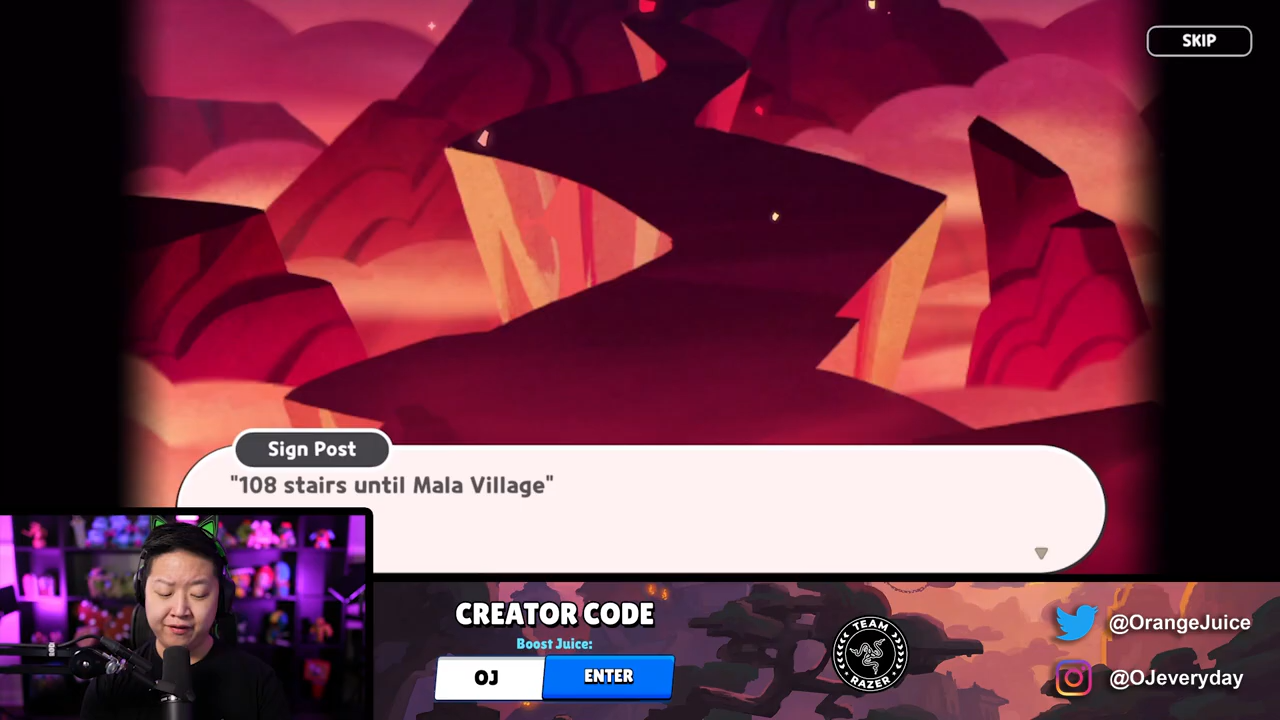 SKIP
Sign Post
"108 stairs until Mala Village"
CREATOR CODE
Boost Juice:
OJ
ENTER
TEAM
RAZER
@OrangeJuice
@OJeveryday